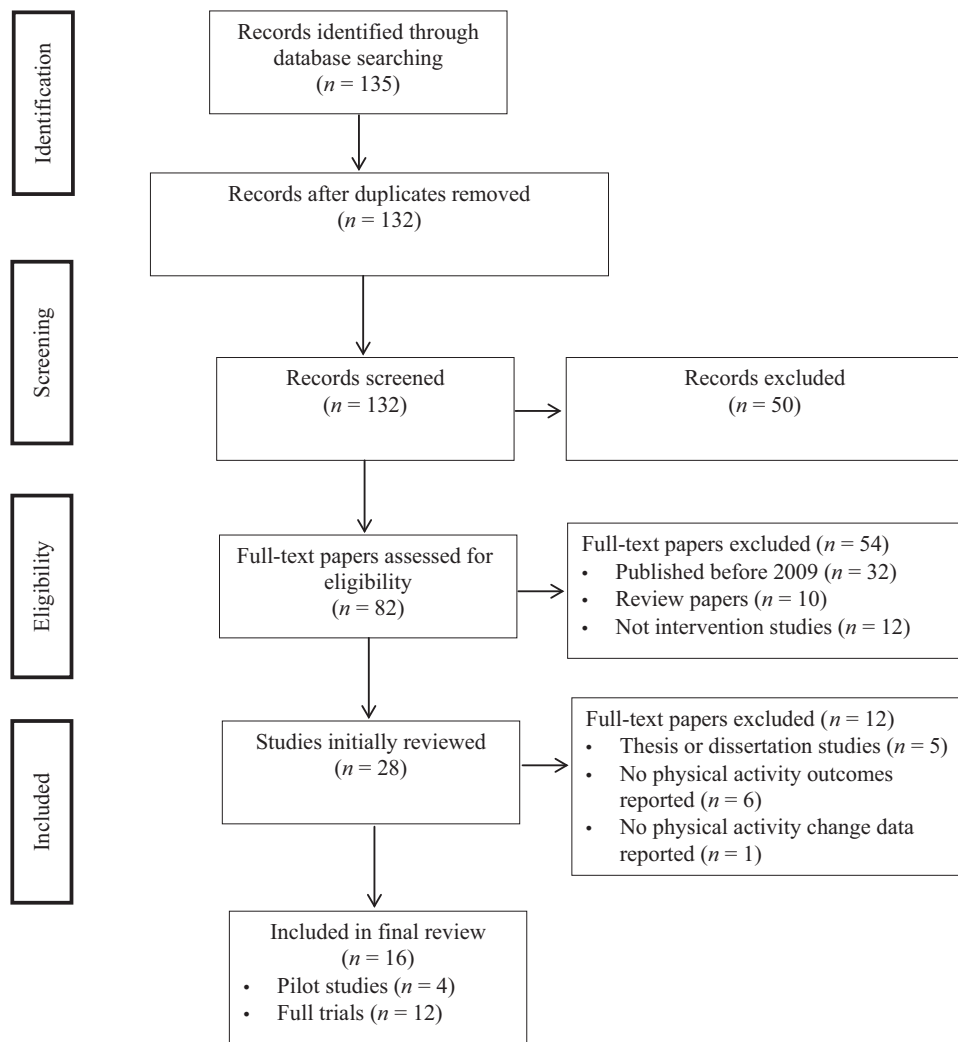 Identification
Records identified through
database searching
(n = 135)
Records after duplicates removed
(n = 132)
Screening
Records screened
(n = 132)
Records excluded
(n = 50)
Eligibility
Full-text papers assessed for
eligibility
(n = 82)
Full-text papers excluded (n = 54)
• Published before 2009 (n = 32)
• Review papers (n = 10)
• Not intervention studies (n = 12)
Included
Studies initially reviewed
(n = 28)
Full-text papers excluded (n = 12)
• Thesis or dissertation studies (n = 5)
• No physical activity outcomes
reported (n = 6)
• No physical activity change data
reported (n = 1)
Included in final review
(n = 16)
• Pilot studies (n = 4)
• Full trials (n = 12)